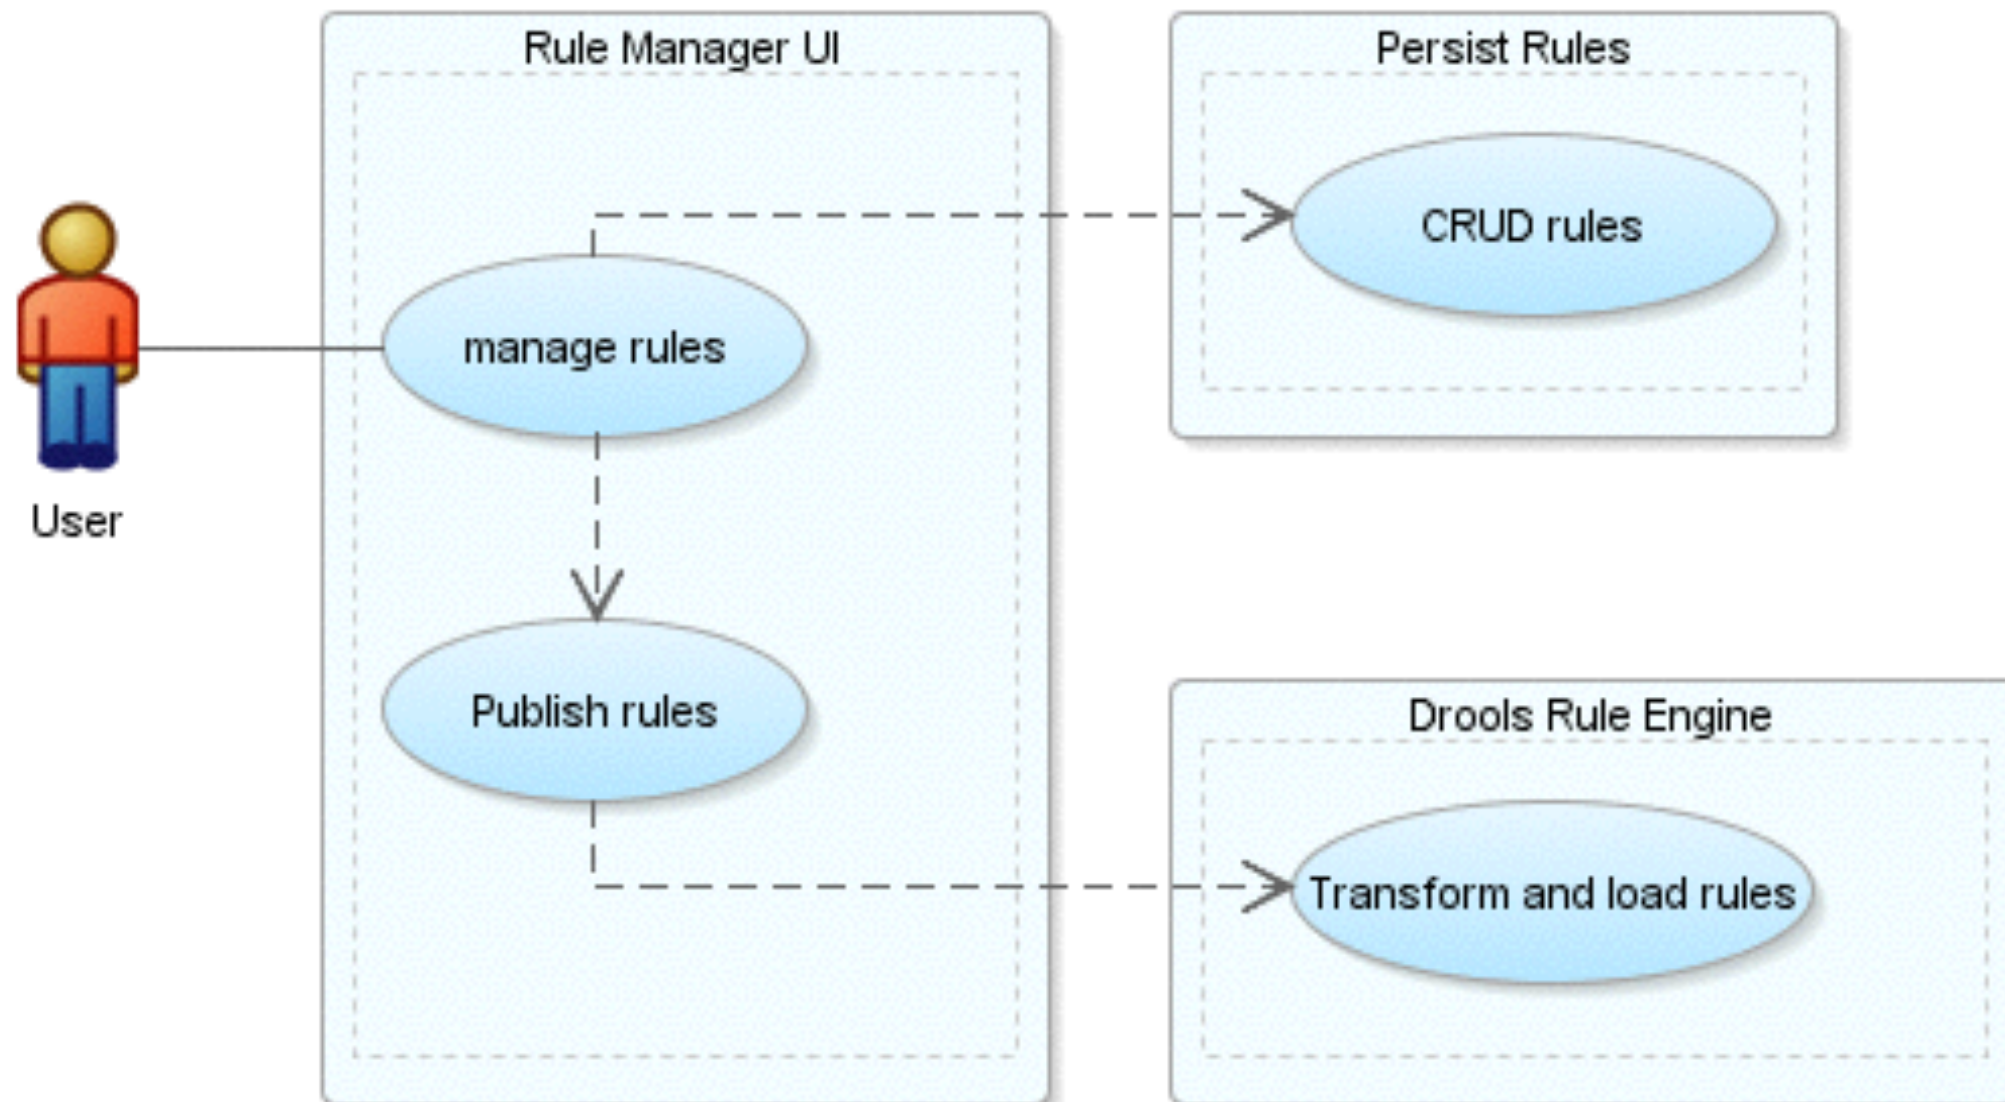 Rule Manager UI
Persist Rules
CRUD rules
manage rules
User
Publish rules
Drools Rule Engine
Transform and load rules